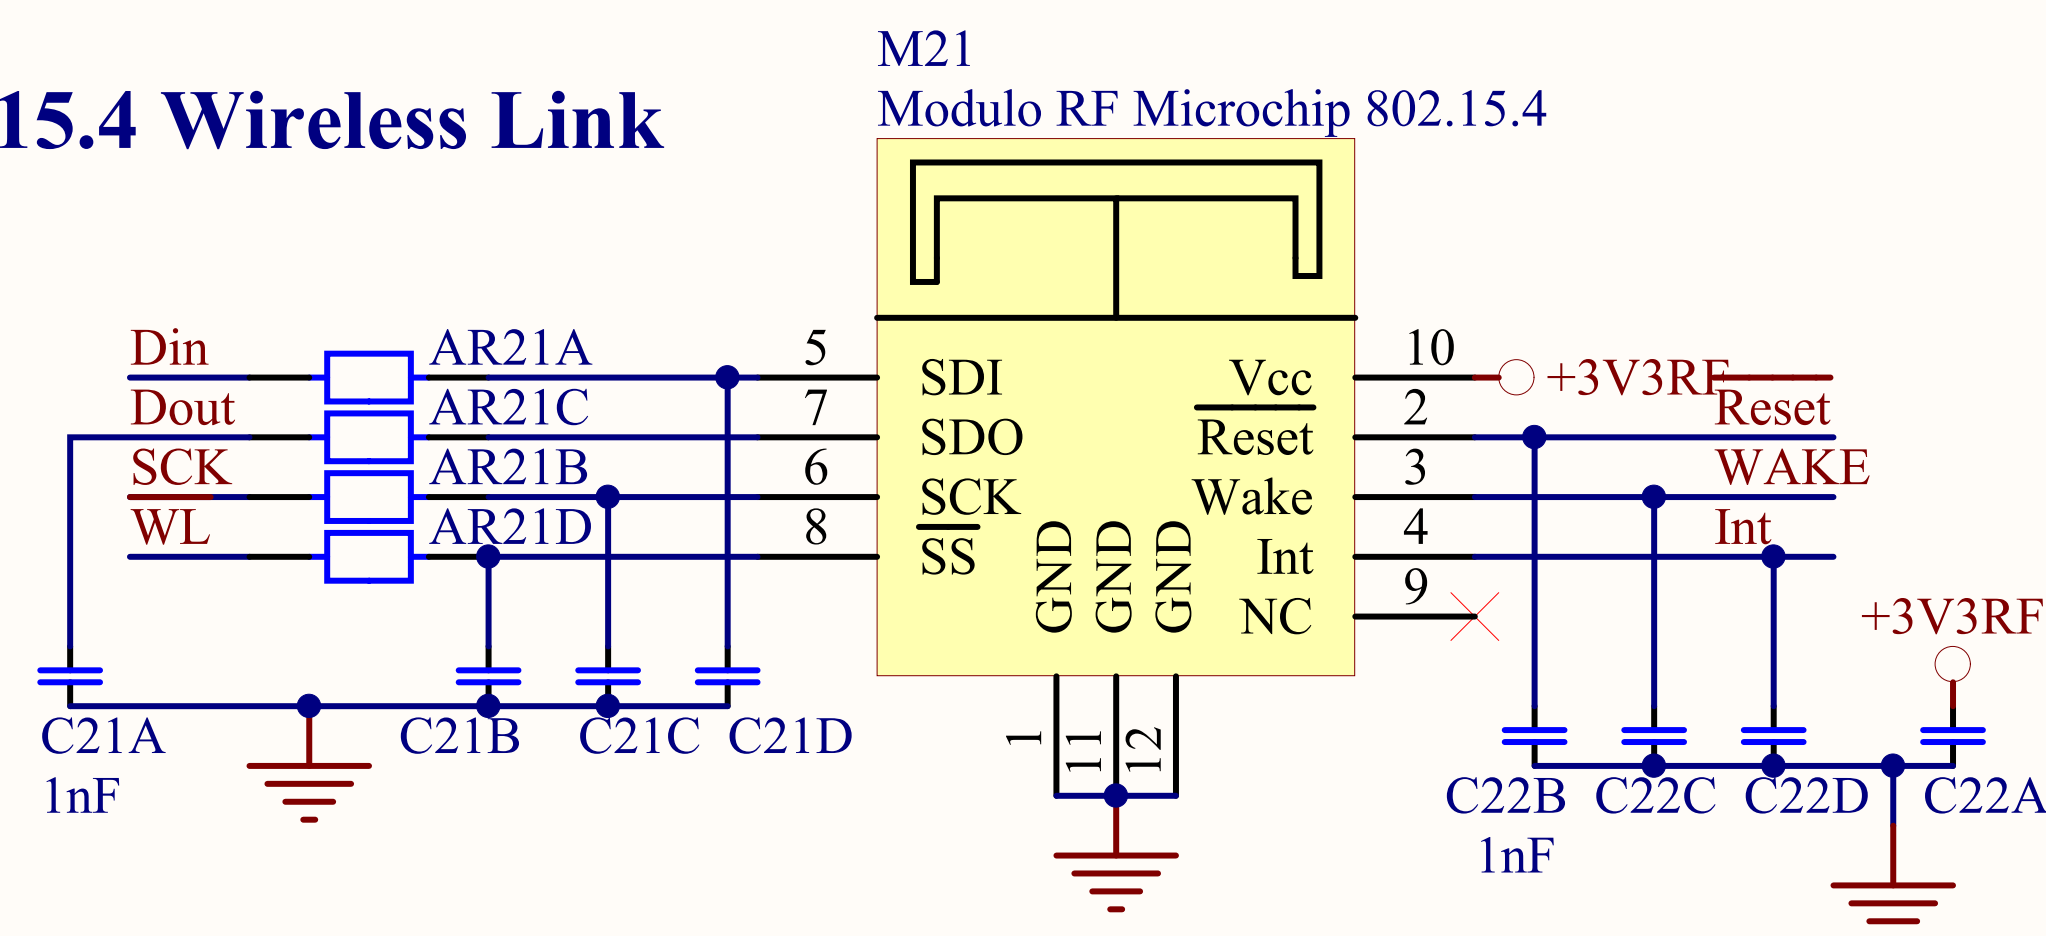 15.4 Wireless Link
M21
Modulo RF Microchip 802.15.4
Din
AR21A
5
SDI
Dout
AR21C
7
SDO
SCK
AR21B
6
SCK
WL
AR21D
8
SS
Vcc
10
+3V3RF
Reset
2
Reset
Wake
3
WAKE
Int
4
Int
NC
9
GND
GND
GND
1
11
12
+3V3RF
C21A
1nF
C21B
C21C
C21D
C22B
1nF
C22C
C22D
C22A